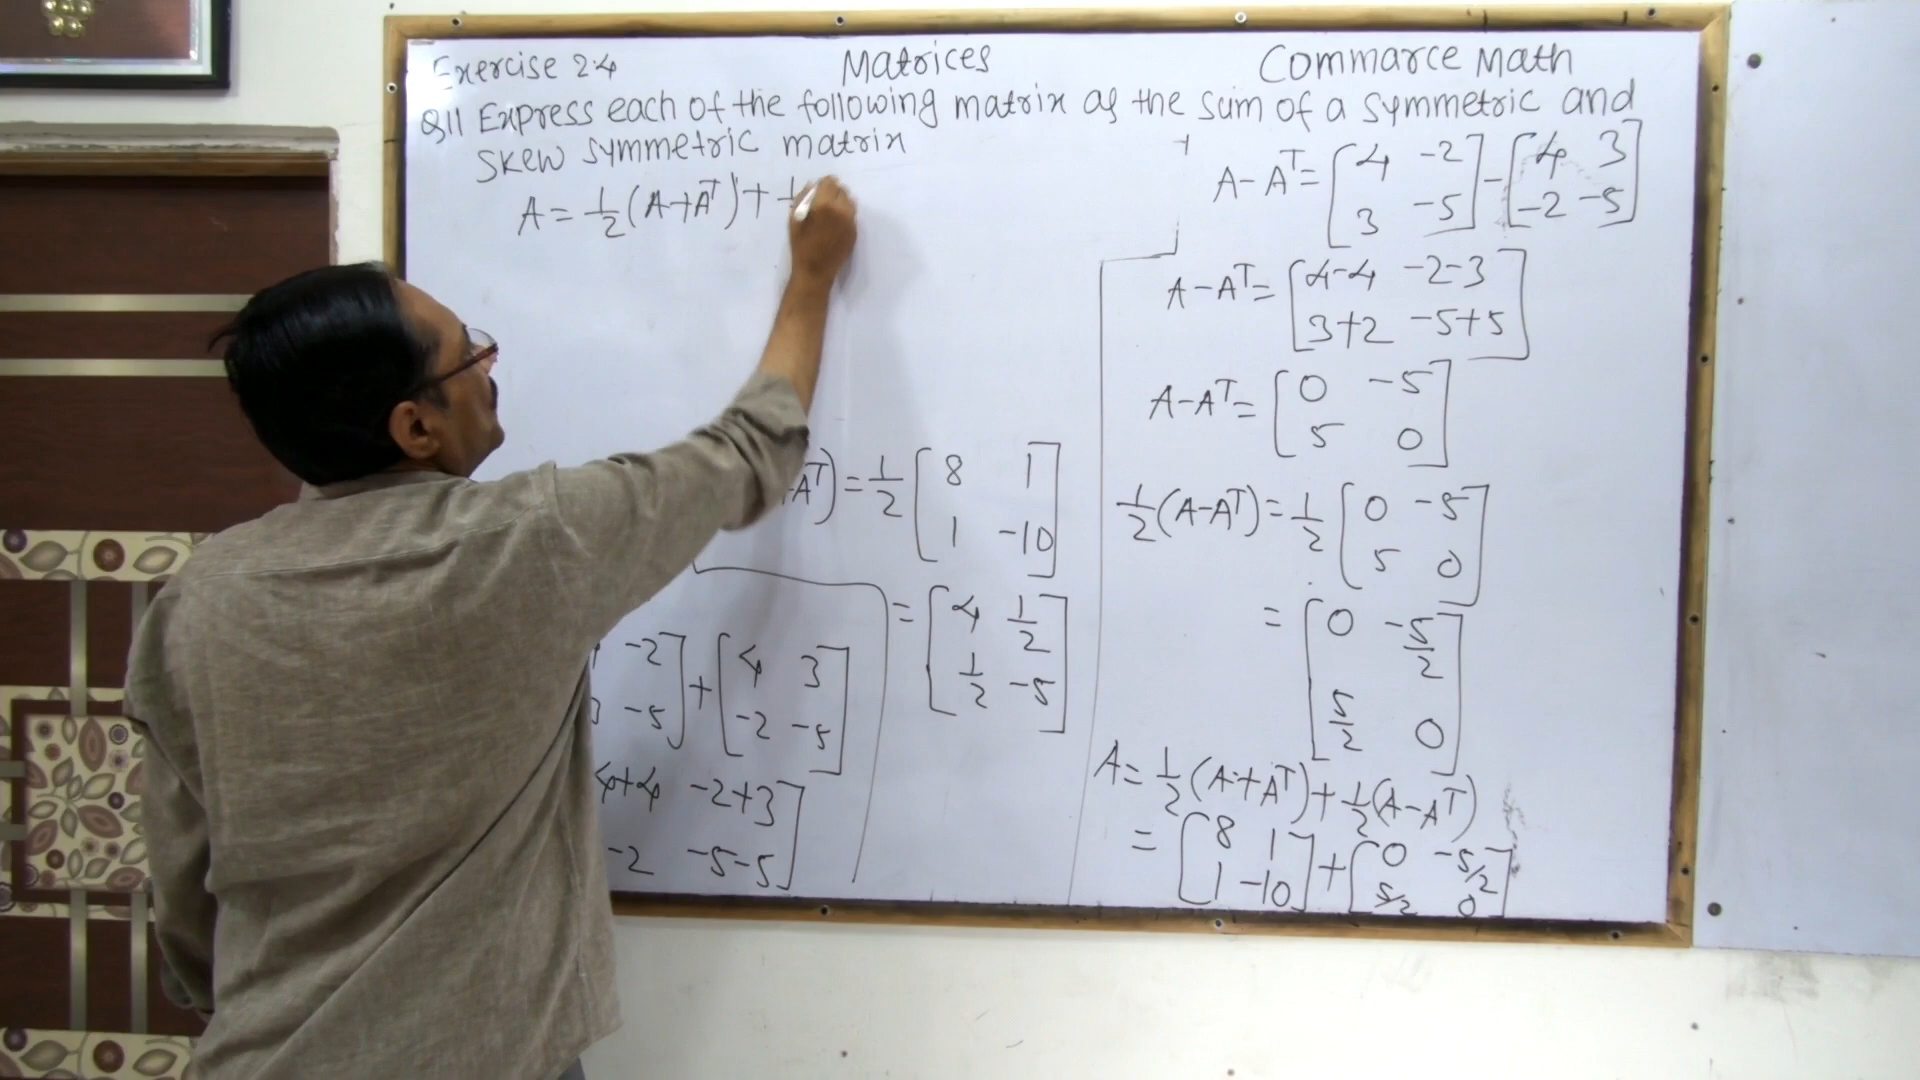 Exercise 2.4 Matrices Commarce Math
Q11 Express each of the following matrix as the sum of a symmetric and
skew symmetric matrix
A = 1/2 (A+A^T) + 1
A^T) = 1/2 [8 1
1 -10]
= [4 1/2
1/2 -5]
-2] + [4 3
3 -5] [-2 -5]
4+4 -2+3]
-2 -5-5]
A-A^T = [4 -2] - [4 3]
[3 -5] [-2 -5]
A-A^T = [4-4 -2-3
3+2 -5+5]
A-A^T = [0 -5
5 0]
1/2 (A-A^T) = 1/2 [0 -5
5 0]
= [0 -5/2
5/2 0]
A = 1/2 (A+A^T) + 1/2 (A-A^T)
= [8 1] + [0 -5/2]
[1 -10] [5/2 0]